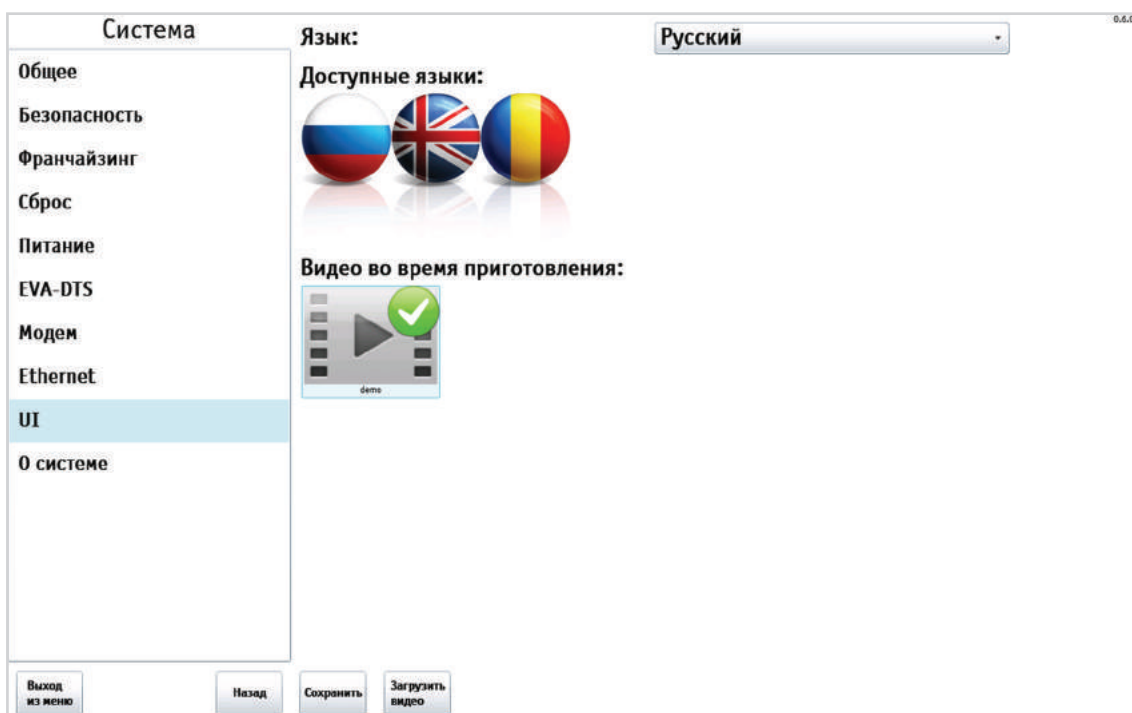 Система
Общее
Безопасность
Франчайзинг
Сброс
Питание
EVA-DTS
Модем
Ethernet
UI
О системе
Язык:
Русский
Доступные языки:
Видео во время приготовления:
demo
Выход
из меню
Назад
Сохранить
Загрузить
видео